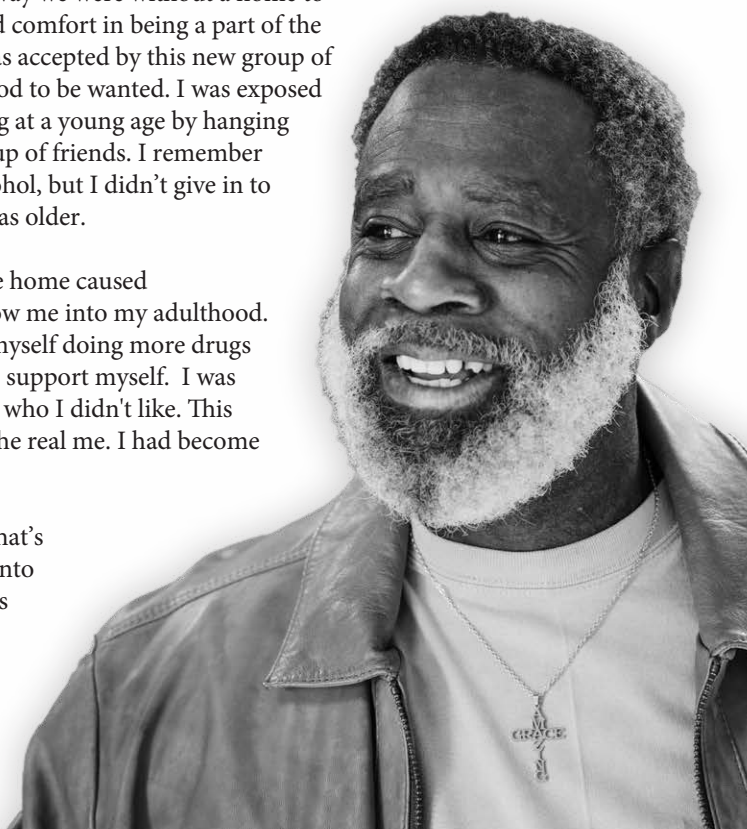 way we were without a home to
d comfort in being a part of the
as accepted by this new group of
od to be wanted. I was exposed
g at a young age by hanging
up of friends. I remember
hol, but I didn’t give in to
as older.
e home caused
ow me into my adulthood.
myself doing more drugs
support myself.  I was
who I didn't like. This
he real me. I had become
hat’s
nto
s
AMAZING
GRACE